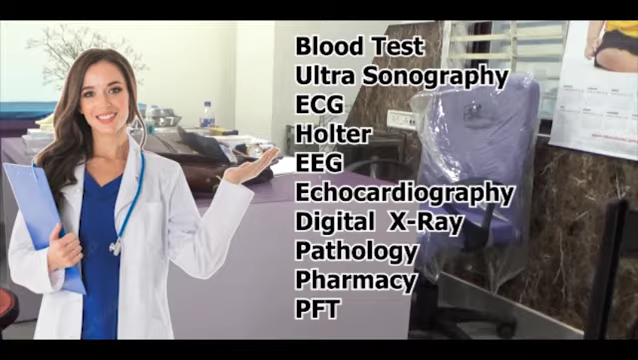 Blood Test
Ultra Sonography
ECG
Holter
EEG
Echocardiography
Digital X-Ray
Pathology
Pharmacy
PFT